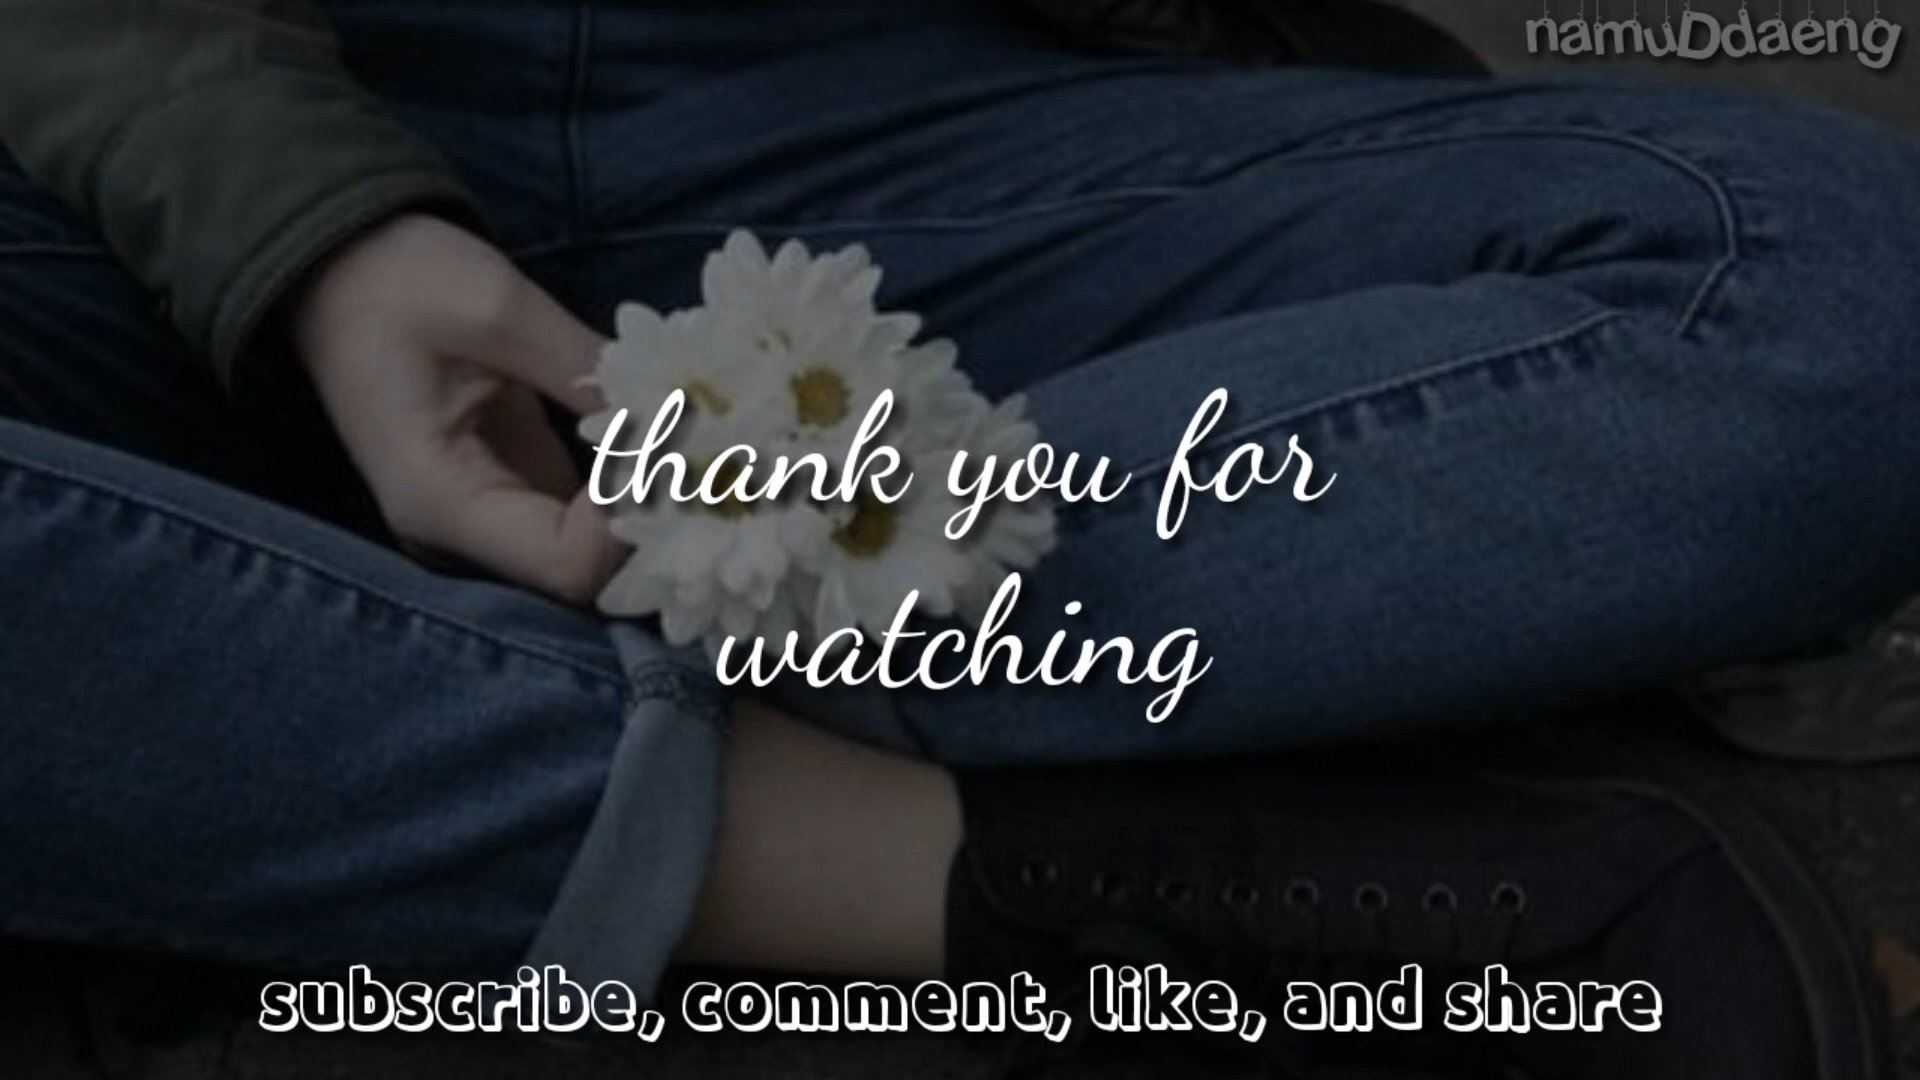 namuDdaeng
thank you for
watching
subscribe, comment, like, and share